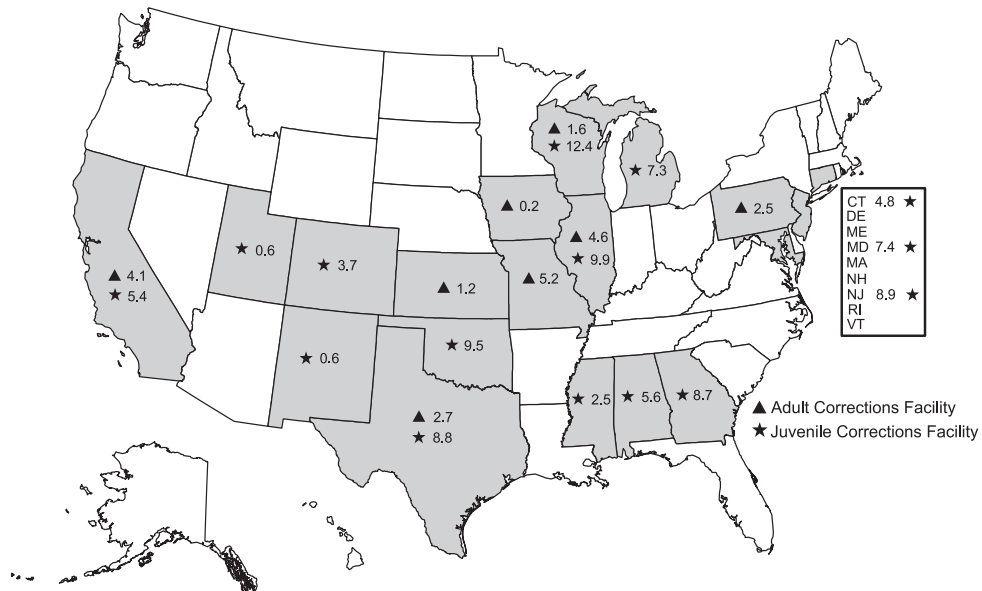 ▲ 1.6
★ 12.4
★ 7.3
▲ 0.2
▲ 2.5
▲ 4.6
★ 9.9
★ 0.6
★ 3.7
▲ 4.1
★ 5.4
▲ 1.2
▲ 5.2
★ 0.6
★ 9.5
▲ 2.7
★ 8.8
★ 2.5
★ 5.6
★ 8.7
CT 4.8 ★
DE
ME
MD 7.4 ★
MA
NH
NJ 8.9 ★
RI
VT
▲ Adult Corrections Facility
★ Juvenile Corrections Facility